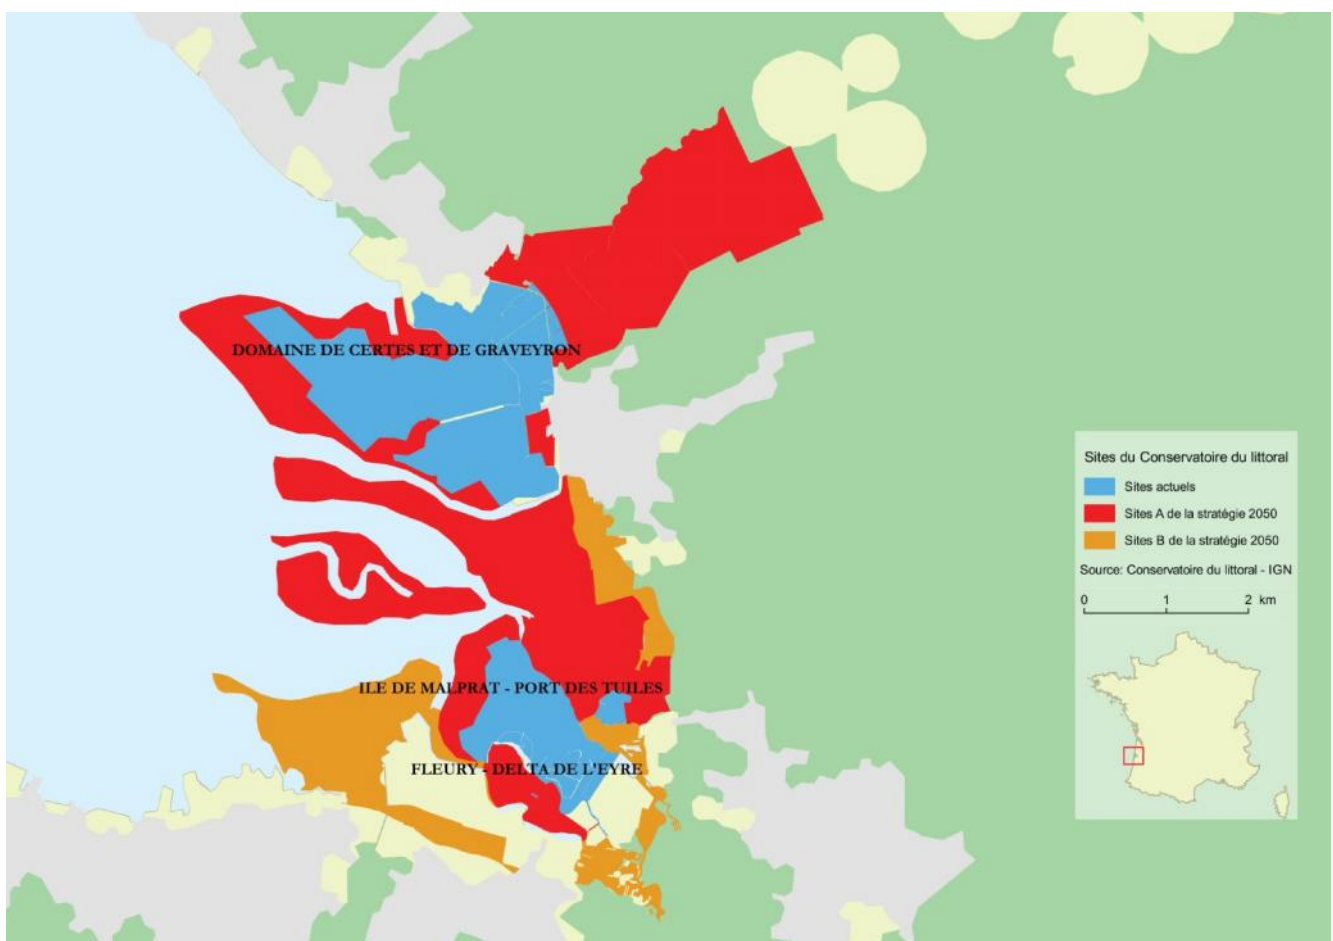 DOMAINE DE CERTES ET DE GRAVEYRON
ILE DE MALPRAT - PORT DES TUILES
FLEURY - DELTA DE L'EYRE
Sites du Conservatoire du littoral
Sites actuels
Sites A de la stratégie 2050
Sites B de la stratégie 2050
Source: Conservatoire du littoral - IGN
0 1 2 km